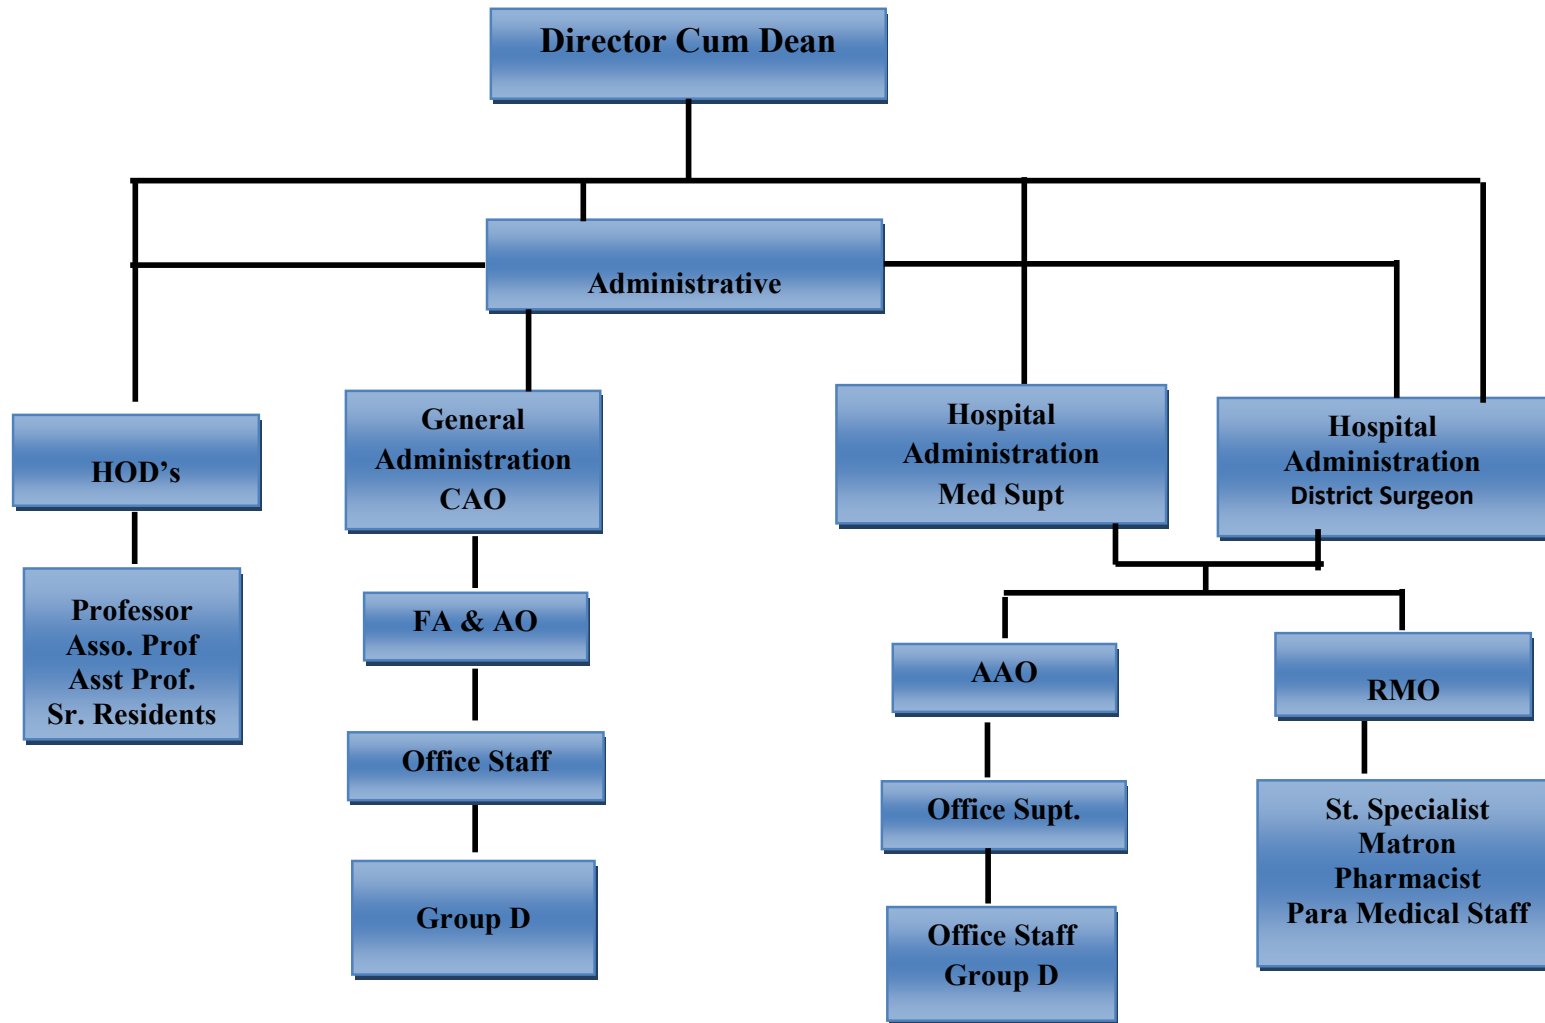 Director Cum Dean
Administrative
HOD’s
General
Administration
CAO
Hospital
Administration
Med Supt
Hospital
Administration
District Surgeon
Professor
Asso. Prof
Asst Prof.
Sr. Residents
FA & AO
Office Staff
Group D
AAO
RMO
Office Supt.
Office Staff
Group D
St. Specialist
Matron
Pharmacist
Para Medical Staff